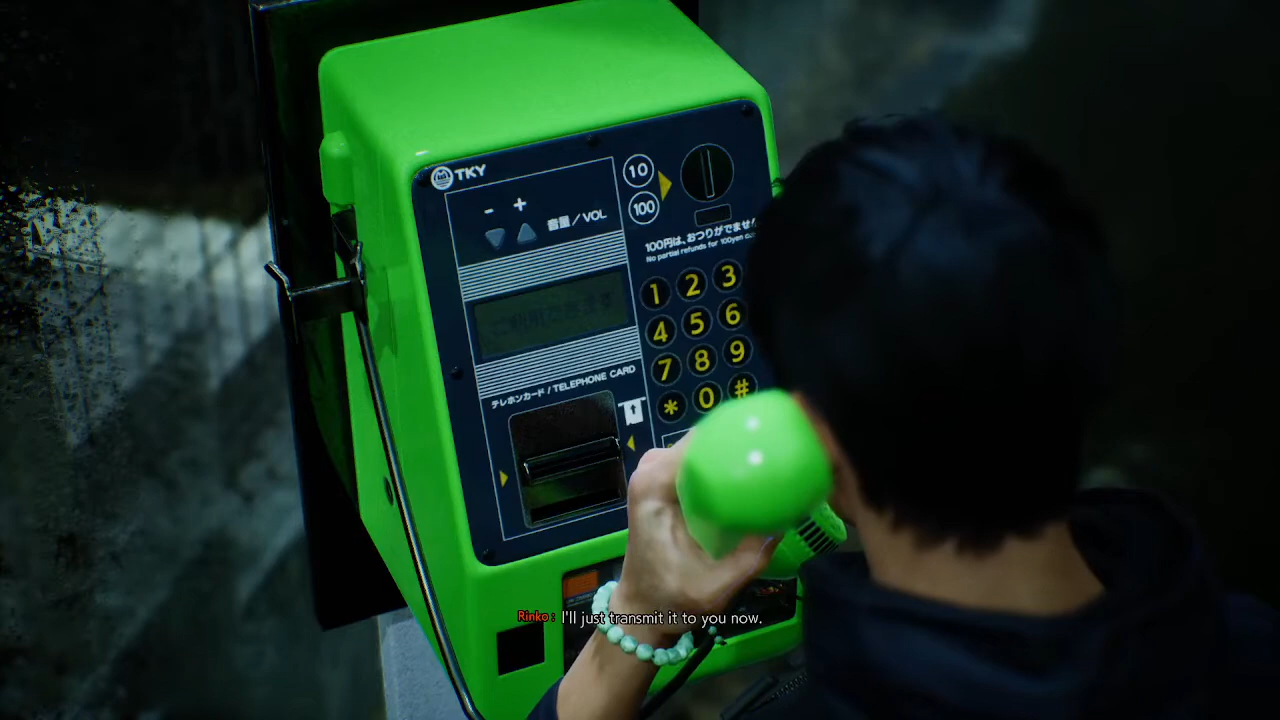 TKY
- +
音量／VOL
10
100
100円は、おつりがでませ
No partial refunds for 100yen
1 2 3
4 5 6
7 8 9
* 0 #
テレホンカード / TELEPHONE CARD
Rinko : I'll just transmit it to you now.